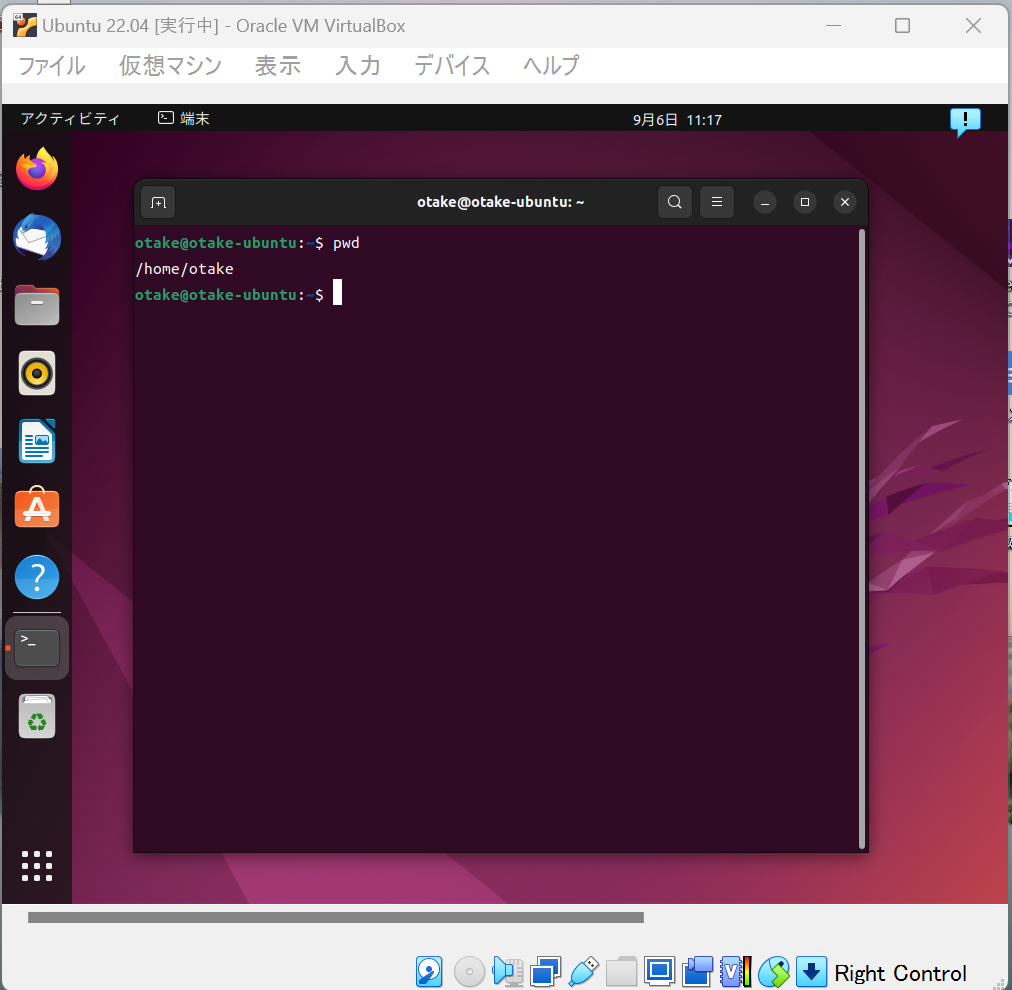 Ubuntu 22.04 [実行中] - Oracle VM VirtualBox
ファイル 仮想マシン 表示 入力 デバイス ヘルプ
アクティビティ 端末 9月6日 11:17
otake@otake-ubuntu: ~
otake@otake-ubuntu:~$ pwd
/home/otake
otake@otake-ubuntu:~$
Right Control